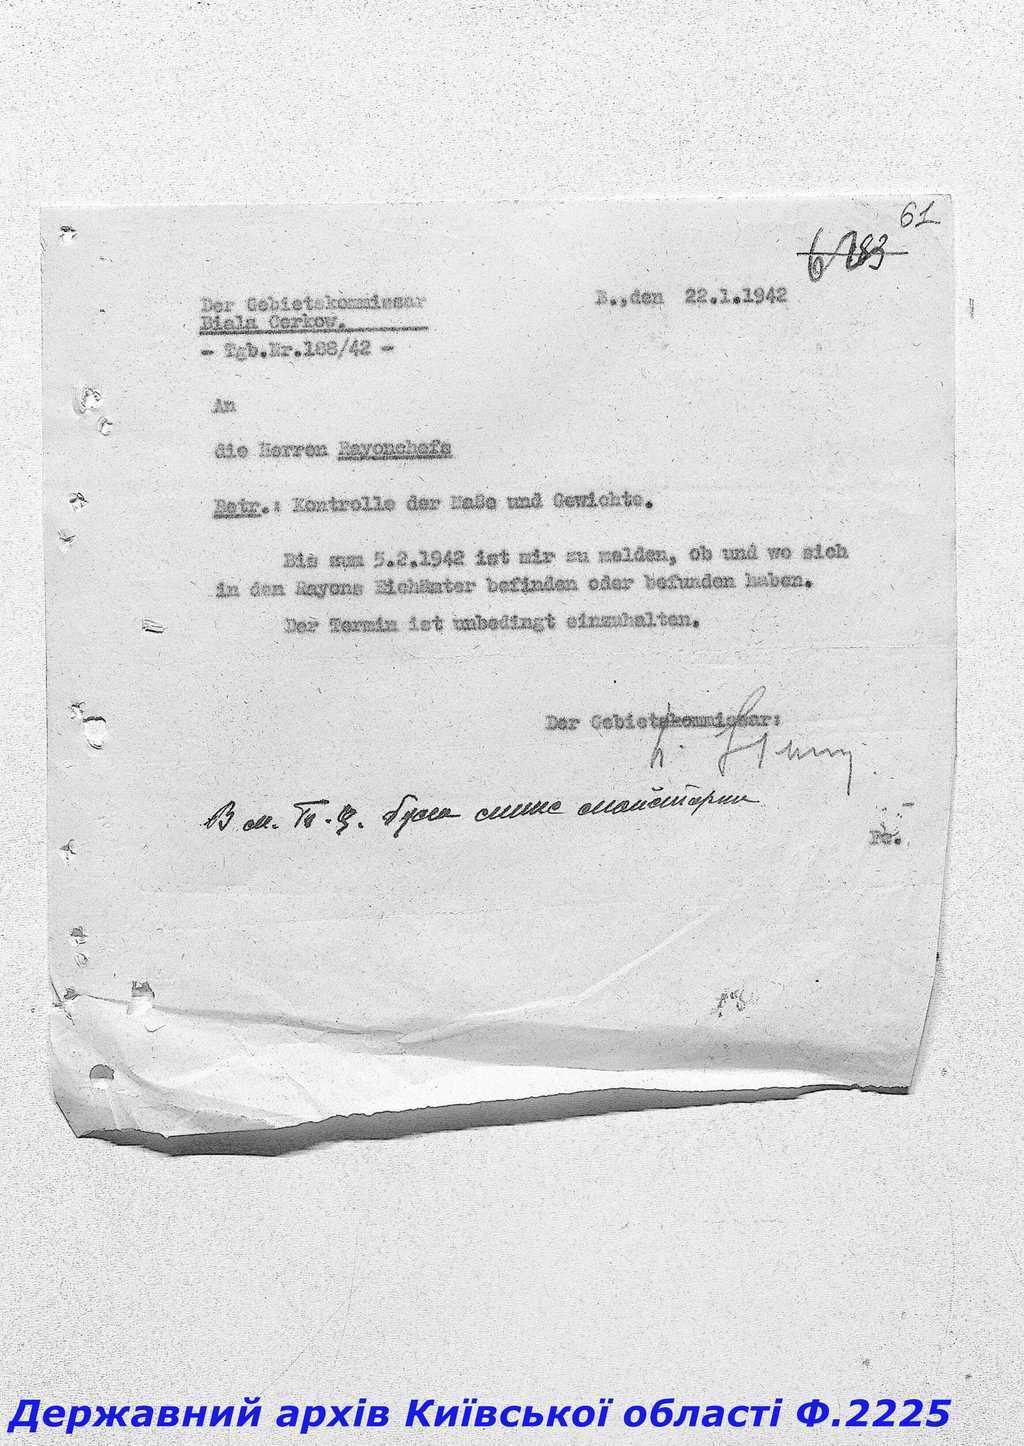 61
6 283
Der Gebietskommissar
Biala Cerkow.
B.,den 22.1.1942
- Tgb.Nr.188/42 -
An
die Herren Rayonchefs
Betr.: Kontrolle der Maße und Gewichte.
Bis zum 5.2.1942 ist mir zu melden, ob und wo sich
in den Rayons Eichämter befinden oder befunden haben.
Der Termin ist unbedingt einzuhalten.
Der Gebietskommissar:
В м. Б. Ц. була лише майстерня
Державний архів Київської області Ф.2225